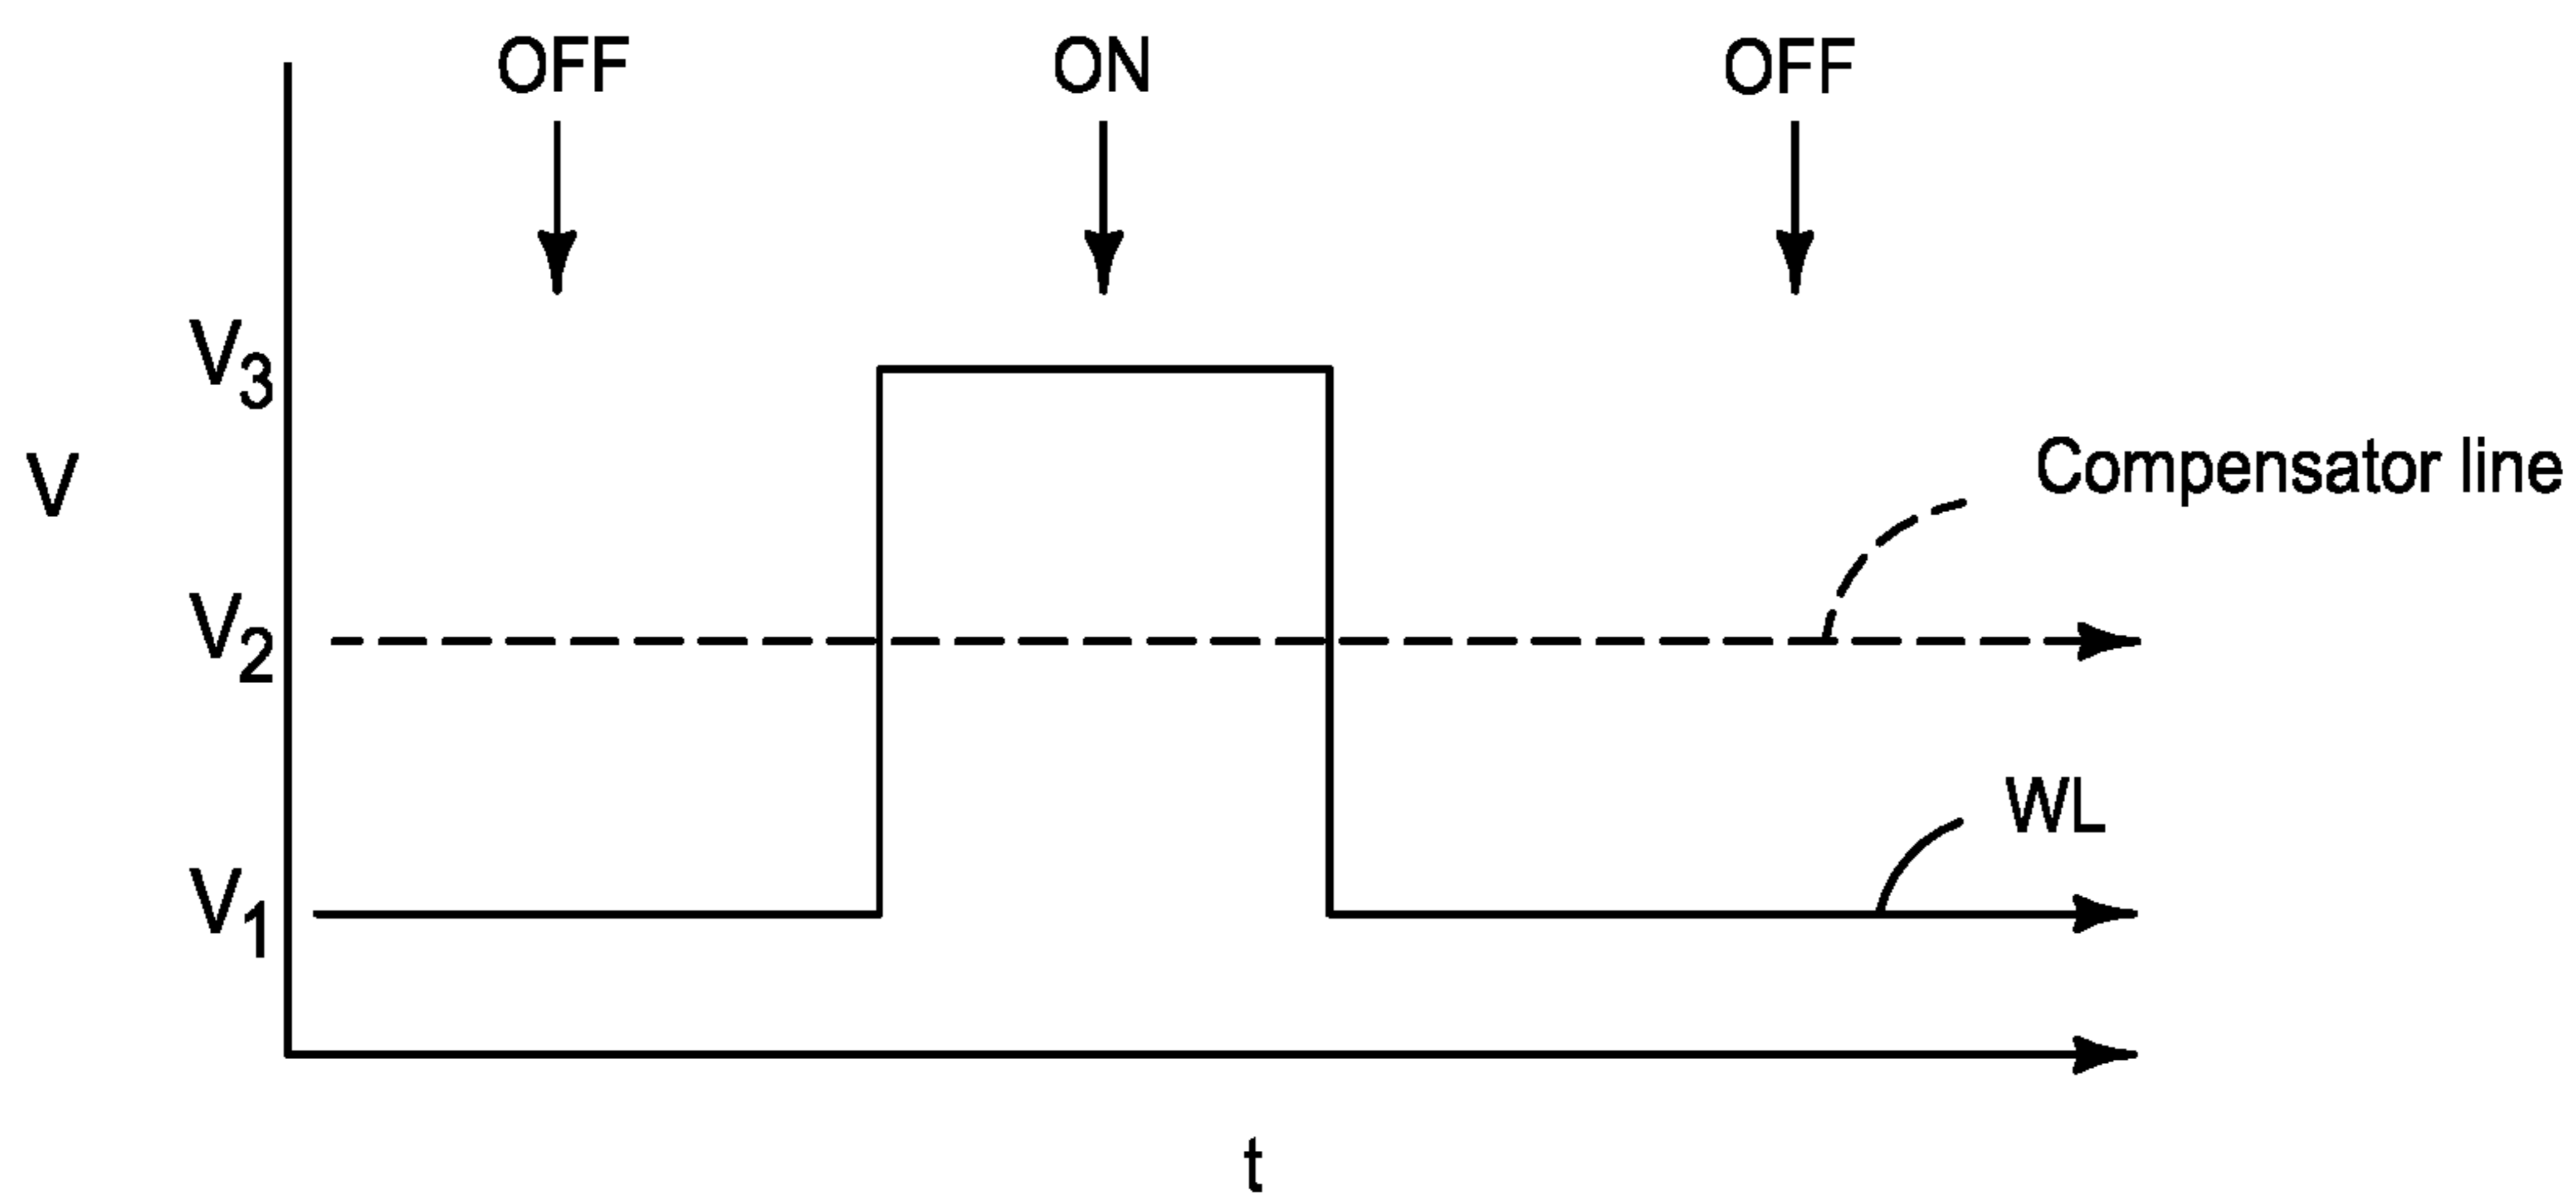 OFF ON OFF
V3
V
Compensator line
V2
WL
V1
t